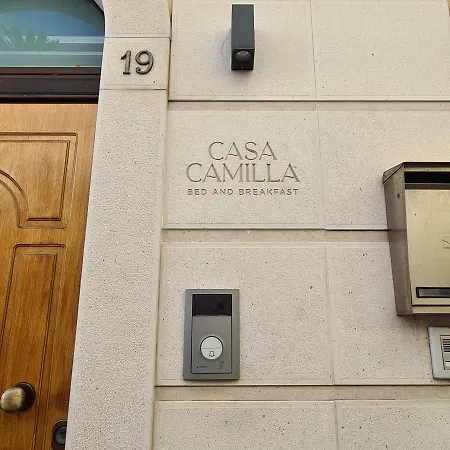 19
CASA
CAMILLA
BED AND BREAKFAST